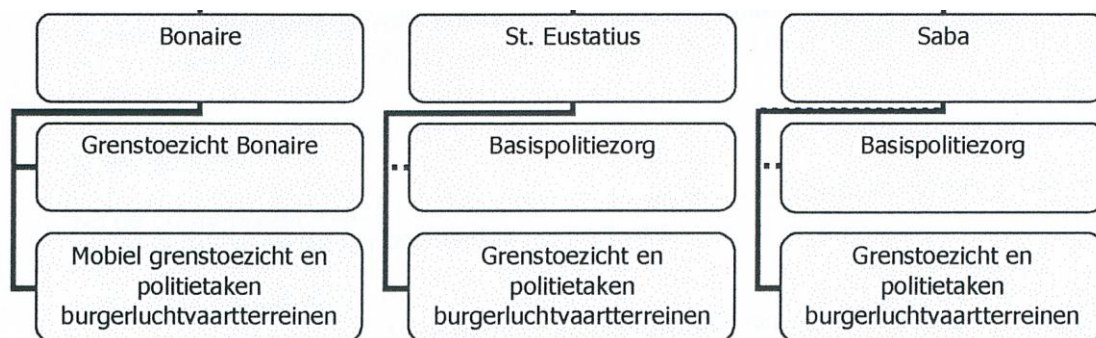 Bonaire
Grenstoezicht Bonaire
Mobiel grenstoezicht en
politietaken
burgerluchtvaartterreinen
St. Eustatius
Basispolitiezorg
Grenstoezicht en
politietaken
burgerluchtvaartterreinen
Saba
Basispolitiezorg
Grenstoezicht en
politietaken
burgerluchtvaartterreinen